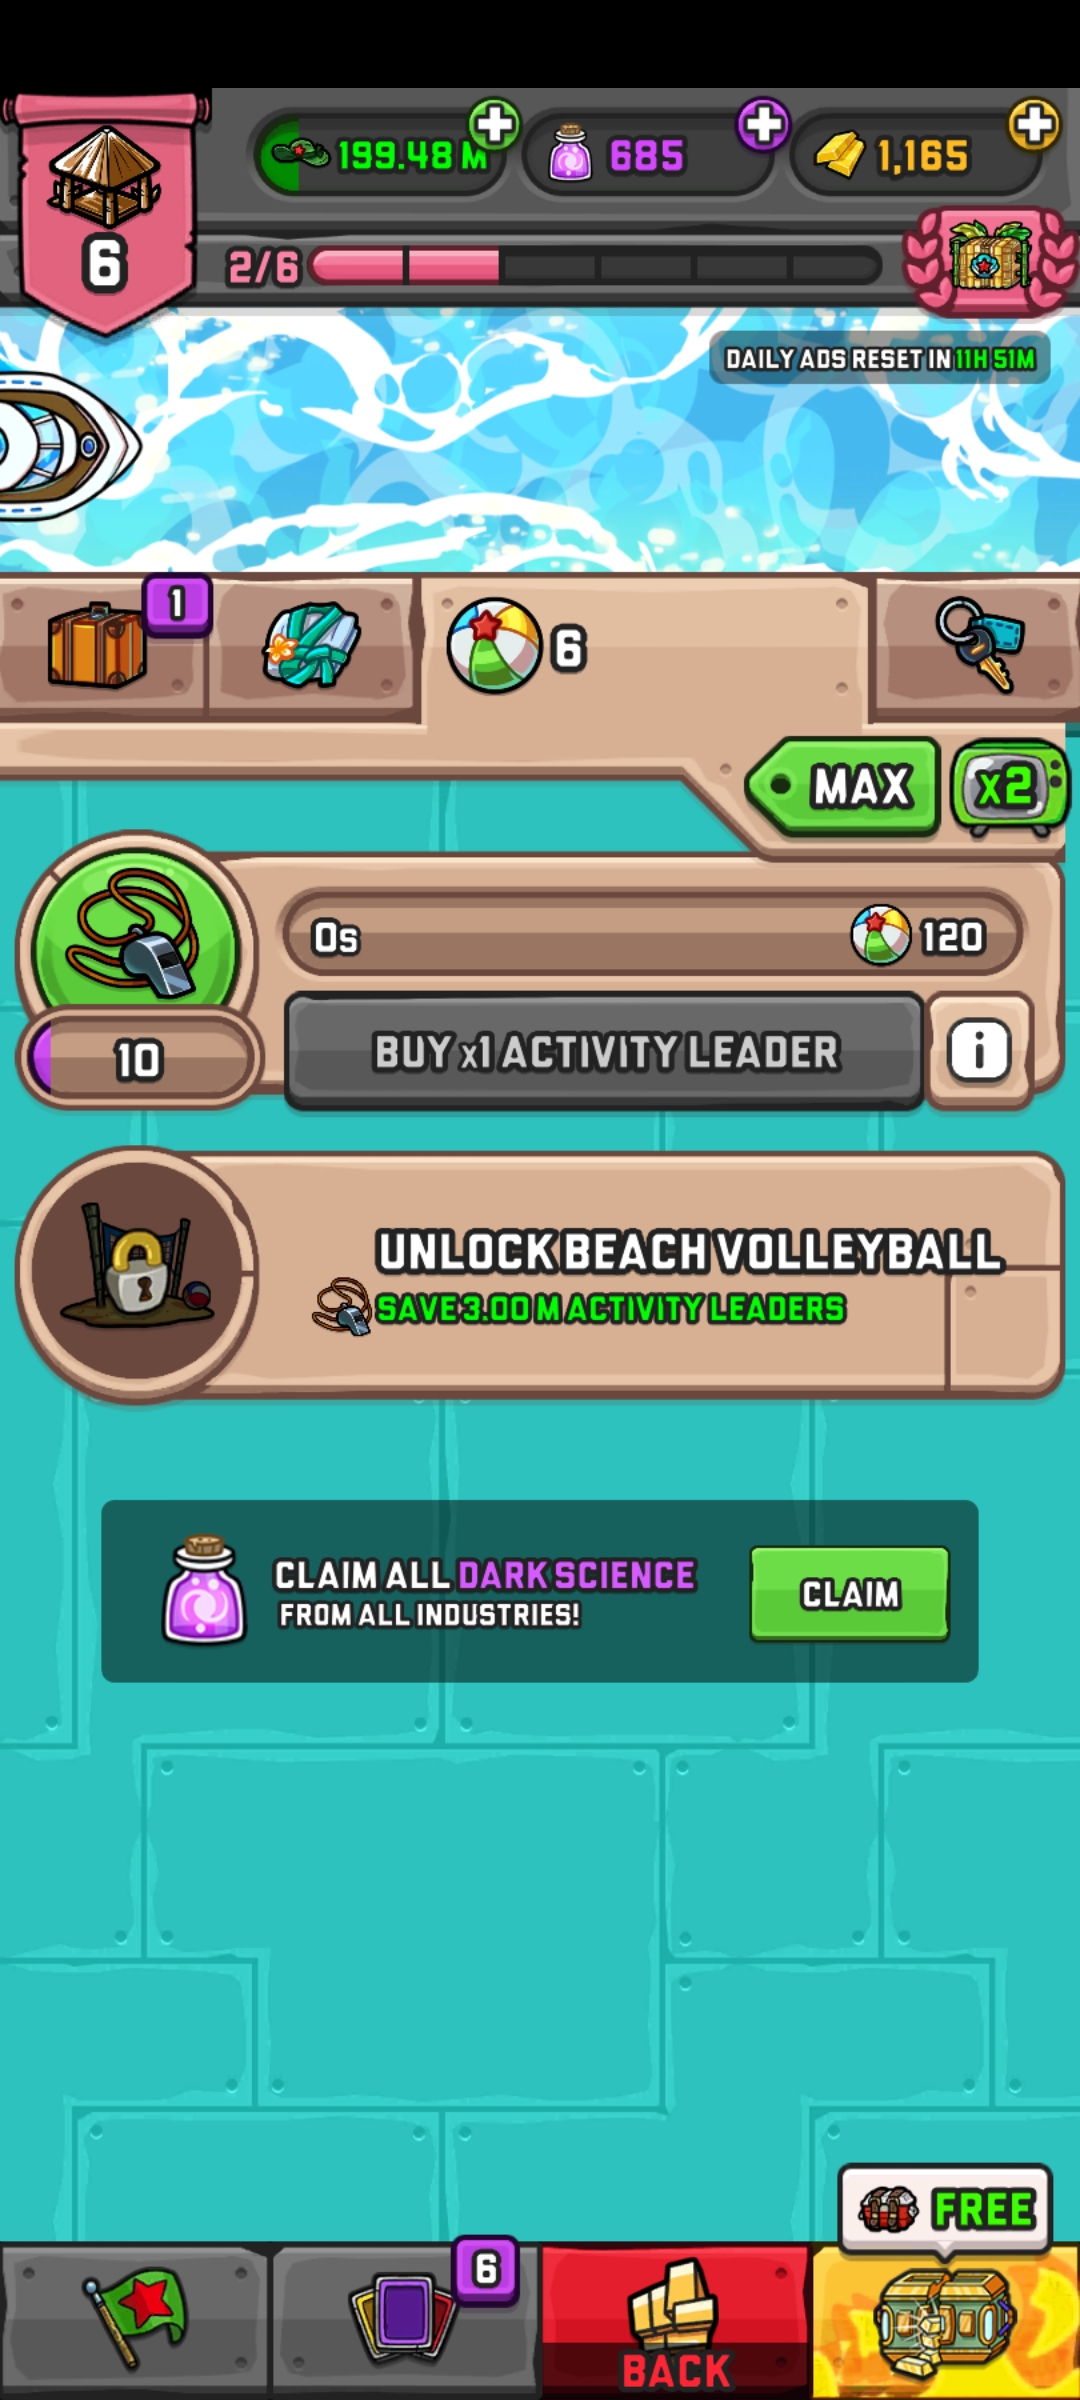 199.48 M
685
1,165
6
2/6
DAILY ADS RESET IN 11H 51M
1
6
MAX
x2
0s
120
10
BUY x1 ACTIVITY LEADER
i
UNLOCK BEACH VOLLEYBALL
SAVE 3.00 M ACTIVITY LEADERS
CLAIM ALL DARK SCIENCE
FROM ALL INDUSTRIES!
CLAIM
FREE
6
BACK